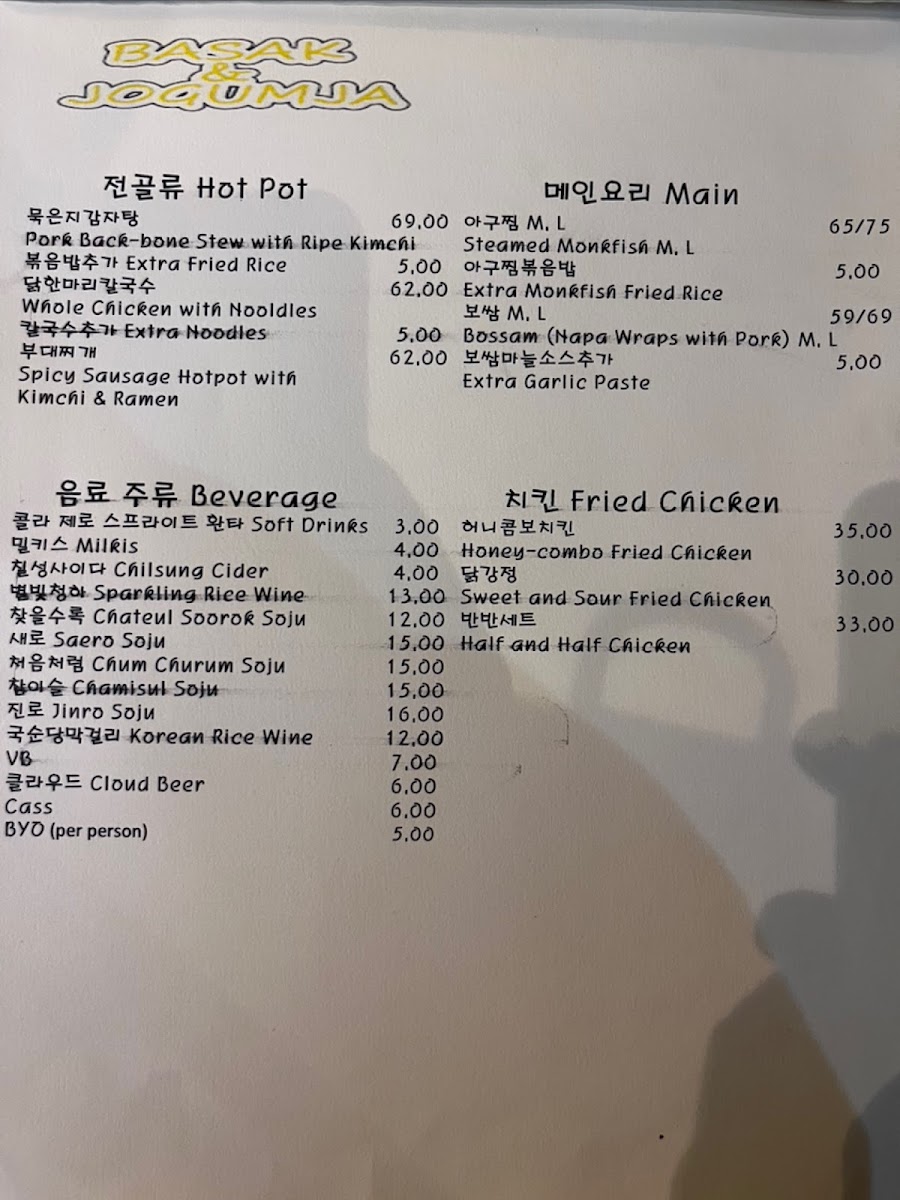 BASAK
&
JOGUMJA
전골류 Hot Pot
묵은지감자탕 69.00
Pork Back-bone Stew with Ripe Kimchi
볶음밥추가 Extra Fried Rice 5.00
닭한마리칼국수 62.00
Whole Chicken with Nooldles
칼국수추가 Extra Noodles 5.00
부대찌개 62.00
Spicy Sausage Hotpot with
Kimchi & Ramen
메인요리 Main
아구찜 M, L 65/75
Steamed Monkfish M, L
아구찜볶음밥 5.00
Extra Monkfish Fried Rice
보쌈 M, L 59/69
Bossam (Napa Wraps with Pork) M, L
보쌈마늘소스추가 5.00
Extra Garlic Paste
음료 주류 Beverage
콜라 제로 스프라이트 환타 Soft Drinks 3.00
밀키스 Milkis 4.00
칠성사이다 Chilsung Cider 4.00
별빛청하 Sparkling Rice Wine 13.00
찾을수록 Chateul Soorok Soju 12.00
새로 Saero Soju 15.00
처음처럼 Chum Churum Soju 15.00
참이슬 Chamisul Soju 15.00
진로 Jinro Soju 16.00
국순당막걸리 Korean Rice Wine 12.00
VB 7.00
클라우드 Cloud Beer 6.00
Cass 6.00
BYO (per person) 5.00
치킨 Fried Chicken
허니콤보치킨 35.00
Honey-combo Fried Chicken
닭강정 30.00
Sweet and Sour Fried Chicken
반반세트 33.00
Half and Half Chicken